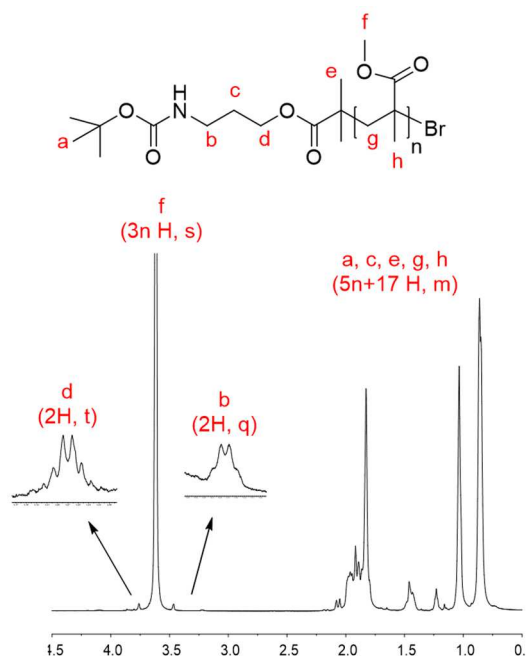 f
O
O
e
H
N
c
O
O
O
O
b
d
g
h
n
Br
a
f
(3n H, s)
a, c, e, g, h
(5n+17 H, m)
d
(2H, t)
b
(2H, q)
4.5 4.0 3.5 3.0 2.5 2.0 1.5 1.0 0.